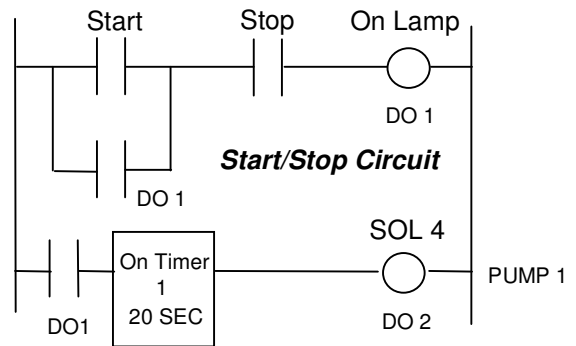 Start Stop On Lamp
DO 1
Start/Stop Circuit
DO 1
SOL 4
On Timer
1
20 SEC
PUMP 1
DO1
DO 2